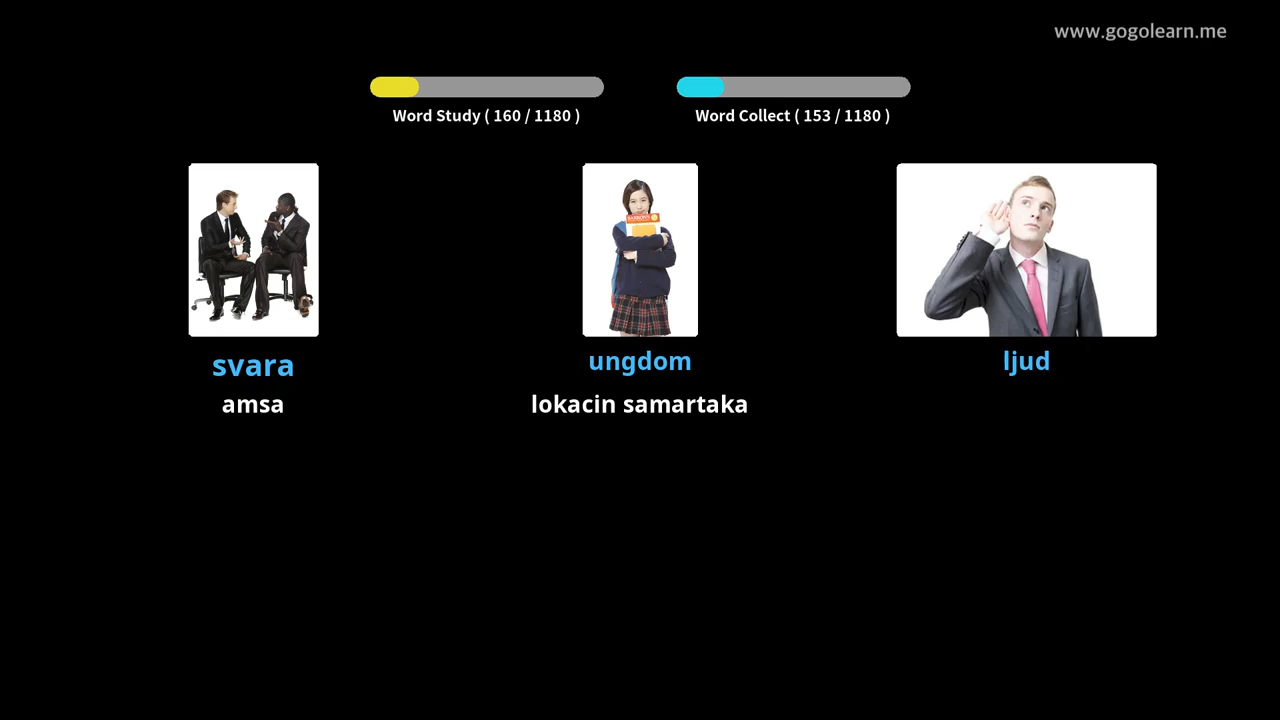 www.gogolearn.me
Word Study ( 160 / 1180 )
Word Collect ( 153 / 1180 )
svara
amsa
ungdom
lokacin samartaka
ljud